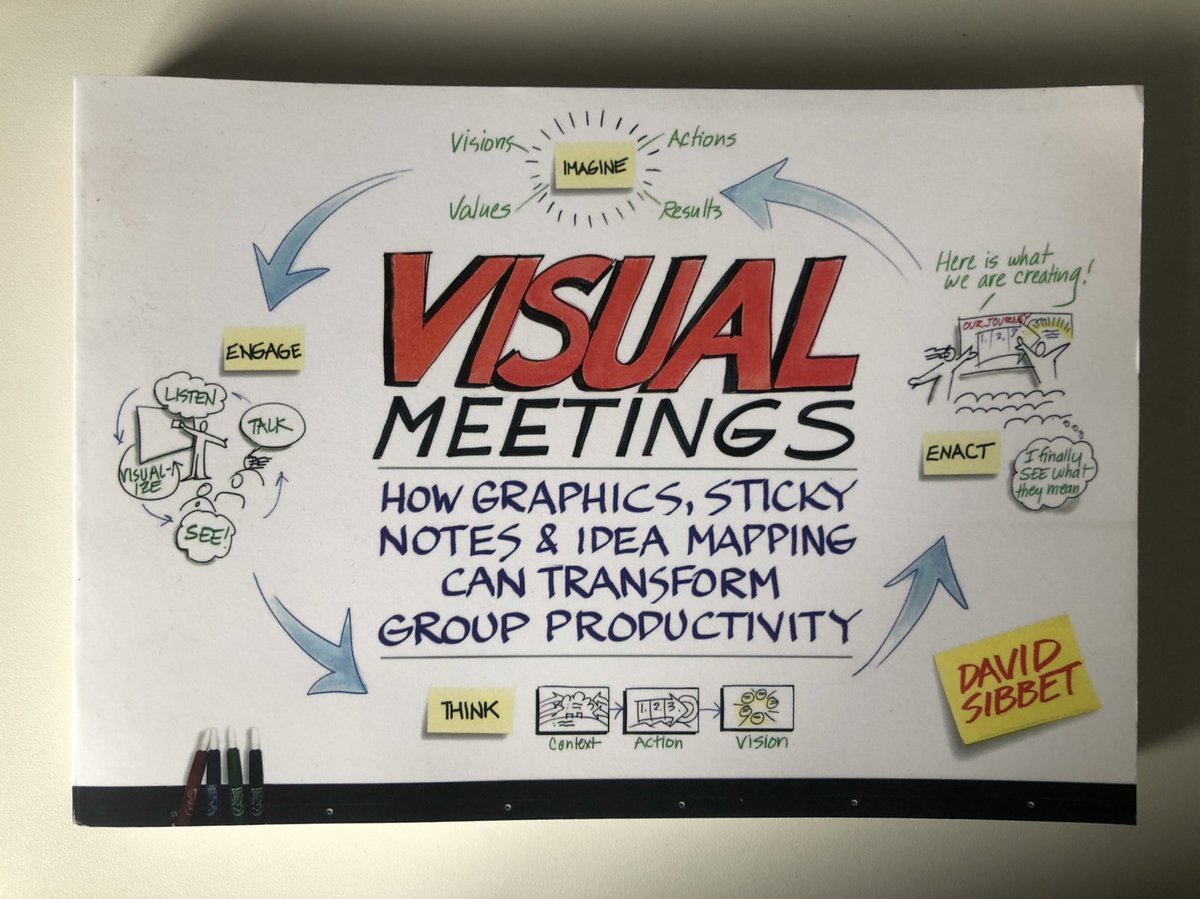 Visions
IMAGINE
Actions
Values
Results
VISUAL
MEETINGS
HOW GRAPHICS, STICKY
NOTES & IDEA MAPPING
CAN TRANSFORM
GROUP PRODUCTIVITY
ENGAGE
LISTEN
TALK
VISUAL-
IZE
SEE!
THINK
Context
Action
Vision
1. 2. 3.
ENACT
Here is what
we are creating!
OUR JOURNEY
1. 2. 3.
I finally
SEE what
they mean
DAVID
SIBBET